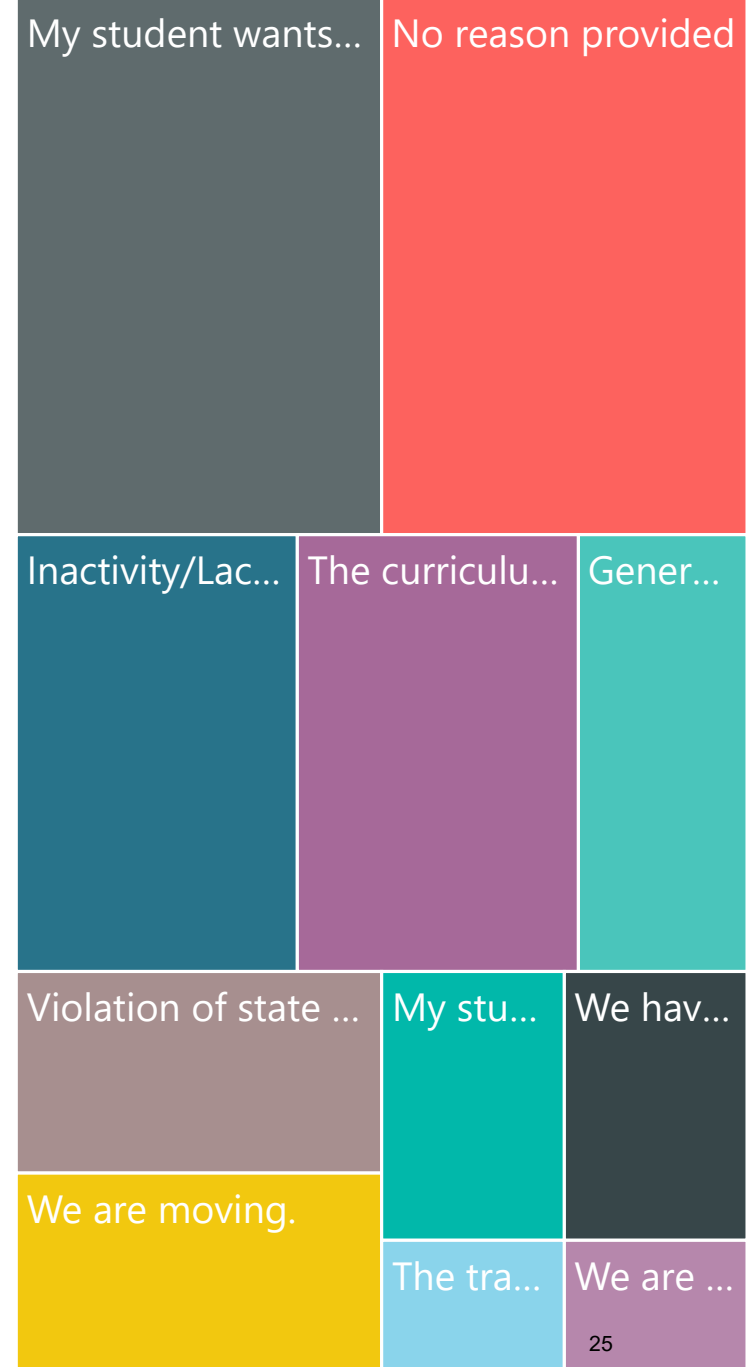 My student wants...
No reason provided
Inactivity/Lac...
The curriculu...
Gener...
Violation of state ...
My stu...
We hav...
We are moving.
The tra...
We are ...
25